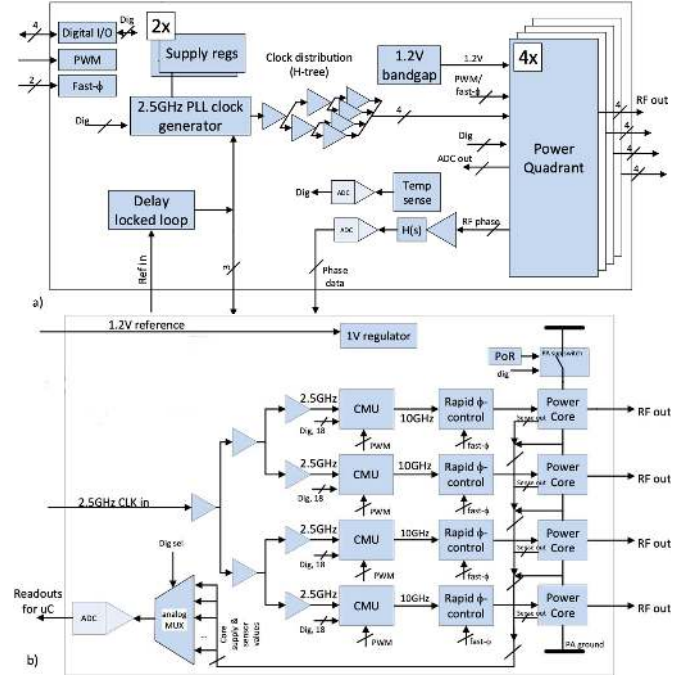 4
Digital I/O
Dig
2x
Supply regs
Clock distribution
(H-tree)
1.2V
bandgap
1.2V
4x
PWM
2
Fast-ϕ
2.5GHz PLL clock
generator
Dig
4
PWM/
fast-ϕ
Dig
ADC out
Power
Quadrant
4
RF out
4
4
4
Delay
locked loop
Dig
ADC
Temp
sense
ADC
H(s)
RF phase
Ref in
Phase
data
a)
1.2V reference
1V regulator
PoR
dig
2.5GHz
CMU
10GHz
Rapid ϕ-
control
Power
Core
RF out
Dig, 18
PWM
fast-ϕ
Sense out
2.5GHz
CMU
10GHz
Rapid ϕ-
control
Power
Core
RF out
Dig, 18
PWM
fast-ϕ
Sense out
2.5GHz CLK in
2.5GHz
CMU
10GHz
Rapid ϕ-
control
Power
Core
RF out
Dig, 18
PWM
fast-ϕ
Sense out
2.5GHz
CMU
10GHz
Rapid ϕ-
control
Power
Core
RF out
Dig, 18
PWM
fast-ϕ
Dig sel
Readouts
for uC
ADC
analog
MUX
...
Core
supply &
sensor
values
PA ground
b)